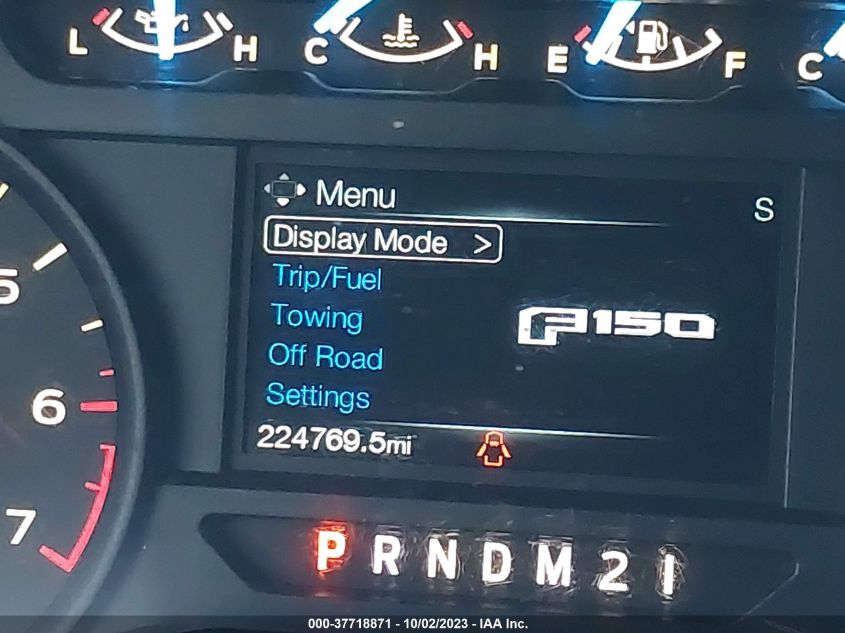 L H C H E F C
Menu
S
Display Mode >
Trip/Fuel
Towing
F150
Off Road
Settings
224769.5mi
5
6
7
P R N D M 2 1
000-37718871 - 10/02/2023 - IAA Inc.